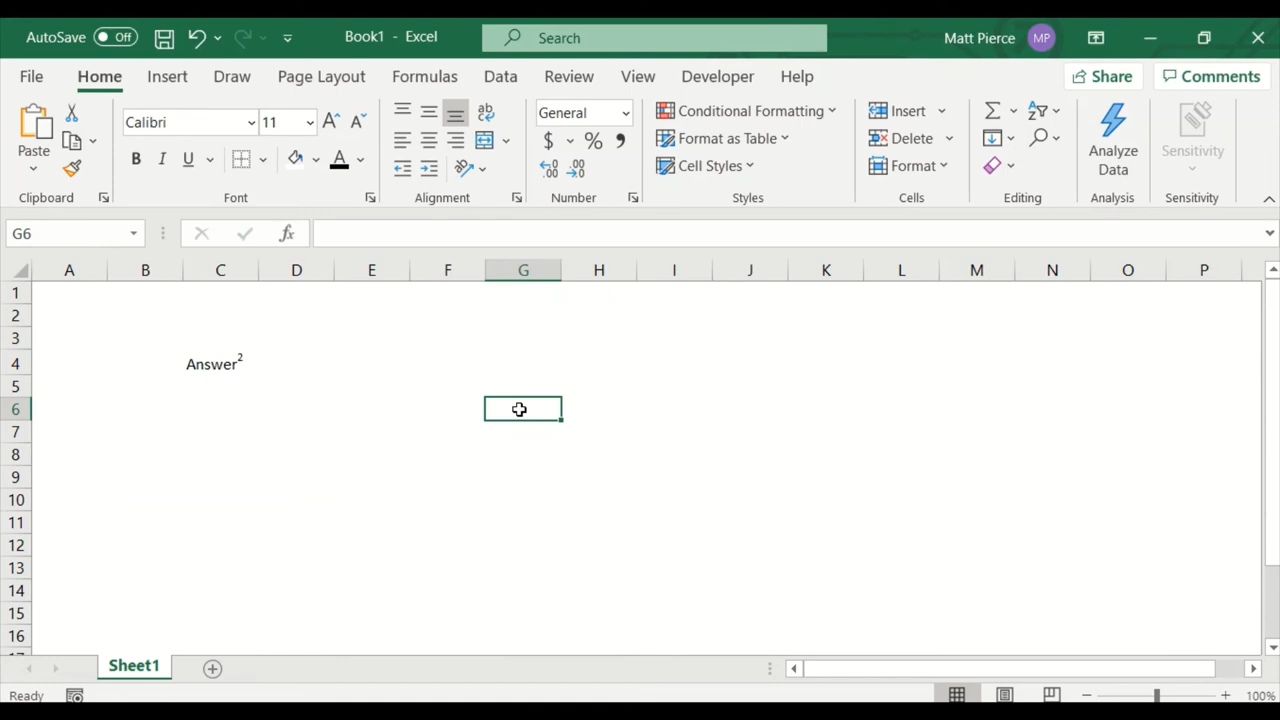 AutoSave Off Book1 - Excel Search Matt Pierce MP
File Home Insert Draw Page Layout Formulas Data Review View Developer Help Share Comments
Paste
Clipboard
Calibri 11
B I U A
Font
Alignment
General
$ % ,
Number
Conditional Formatting
Format as Table
Cell Styles
Styles
Insert
Delete
Format
Cells
Editing
Analyze
Data
Analysis
Sensitivity
Sensitivity
G6 fx
A B C D E F G H I J K L M N O P
1
2
3
4 Answer²
5
6
7
8
9
10
11
12
13
14
15
16
17
Sheet1
Ready 100%